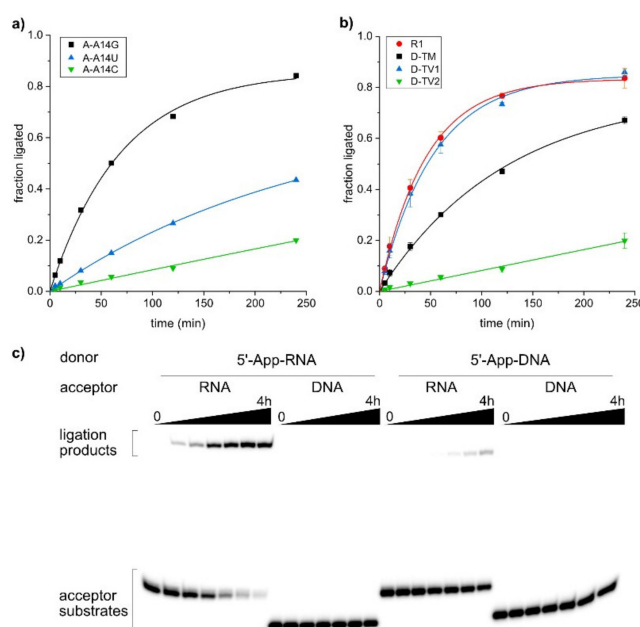 a)
A-A14G
A-A14U
A-A14C
fraction ligated
1.0
0.8
0.6
0.4
0.2
0.0
0 50 100 150 200 250
time (min)
b)
R1
D-TM
D-TV1
D-TV2
fraction ligated
1.0
0.8
0.6
0.4
0.2
0.0
0 50 100 150 200 250
time (min)
c)
donor 5'-App-RNA 5'-App-DNA
acceptor RNA DNA RNA DNA
0 4h 0 4h 0 4h 0 4h
ligation
products
acceptor
substrates